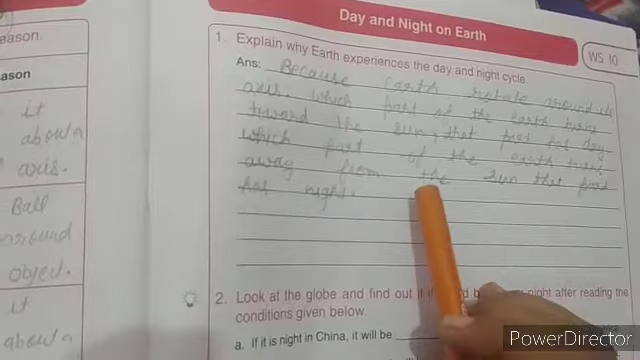 eason.
ason
it
about a
axis.
Ball
around
object.
it
about a
Day and Night on Earth
WS 10
1. Explain why Earth experiences the day and night cycle.
Ans: Because earth rotate around its
axis. which part of the earth turns
toward the sun, that part has day.
which part of the earth turns
away from the sun that part
has night.
2. Look at the globe and find out if night after reading the
conditions given below.
a. If it is night in China, it will be
PowerDirector